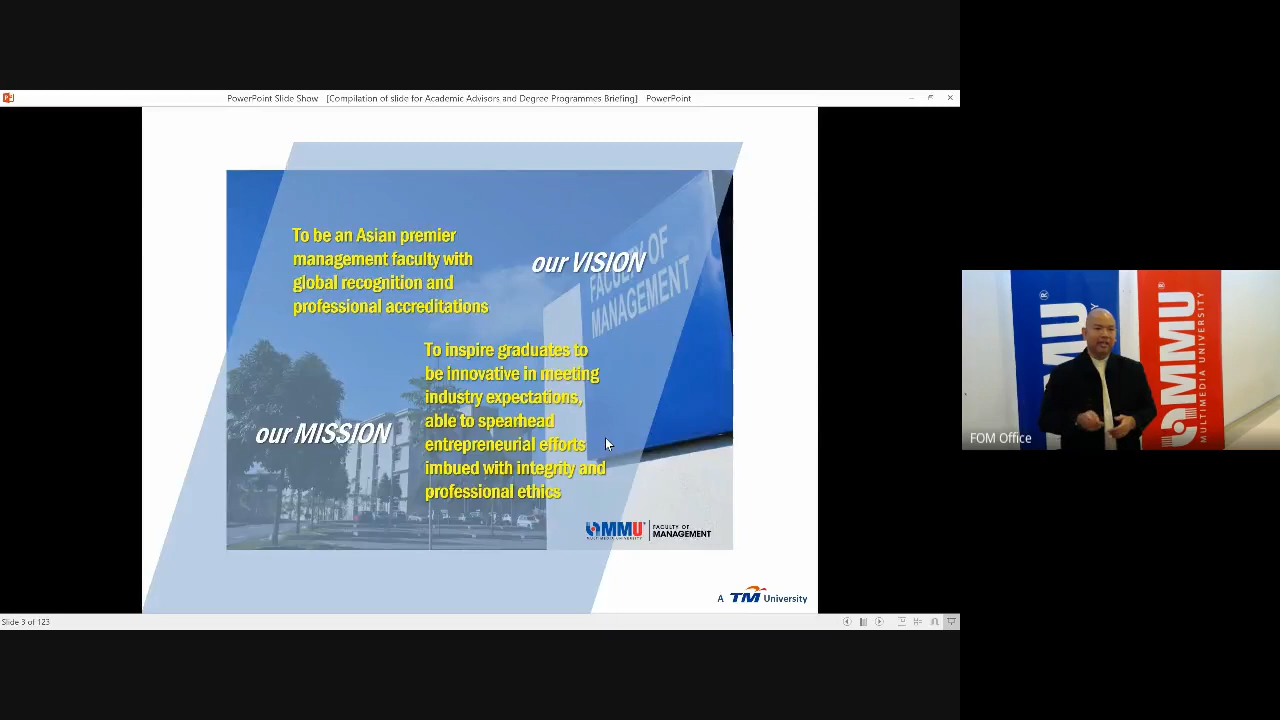 PowerPoint Slide Show - [Compilation of slide for Academic Advisors and Degree Programmes Briefing] - PowerPoint
To be an Asian premier
management faculty with
global recognition and
professional accreditations
our VISION
FACULTY OF
MANAGEMENT
To inspire graduates to
be innovative in meeting
industry expectations,
able to spearhead
entrepreneurial efforts
imbued with integrity and
professional ethics
our MISSION
MMU
MULTIMEDIA UNIVERSITY
FACULTY OF
MANAGEMENT
A TM University
Slide 3 of 123
MMU
MMU
MULTIMEDIA UNIVERSITY
FOM Office